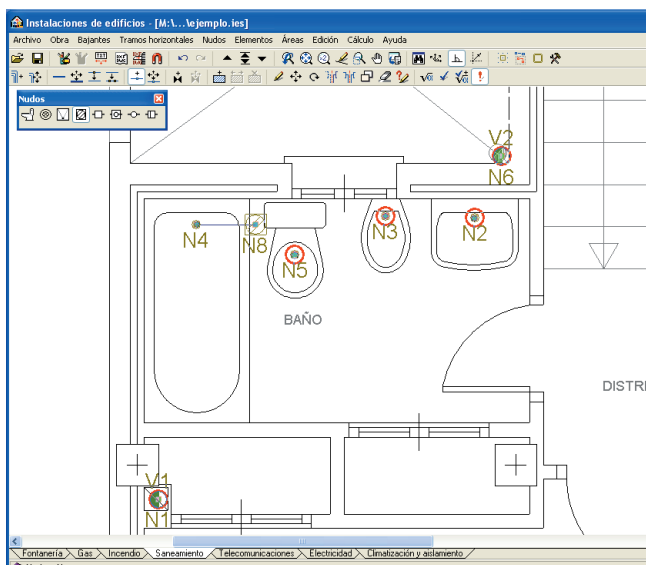 Instalaciones de edificios - [M:\...\ejemplo.ies]
Archivo Obra Bajantes Tramos horizontales Nudos Elementos Áreas Edición Cálculo Ayuda
Nudos
V2
N6
N4
N8
N5
N3
N2
BAÑO
DISTRI
V1
N1
Fontanería Gas Incendio Saneamiento Telecomunicaciones Electricidad Climatización y aislamiento